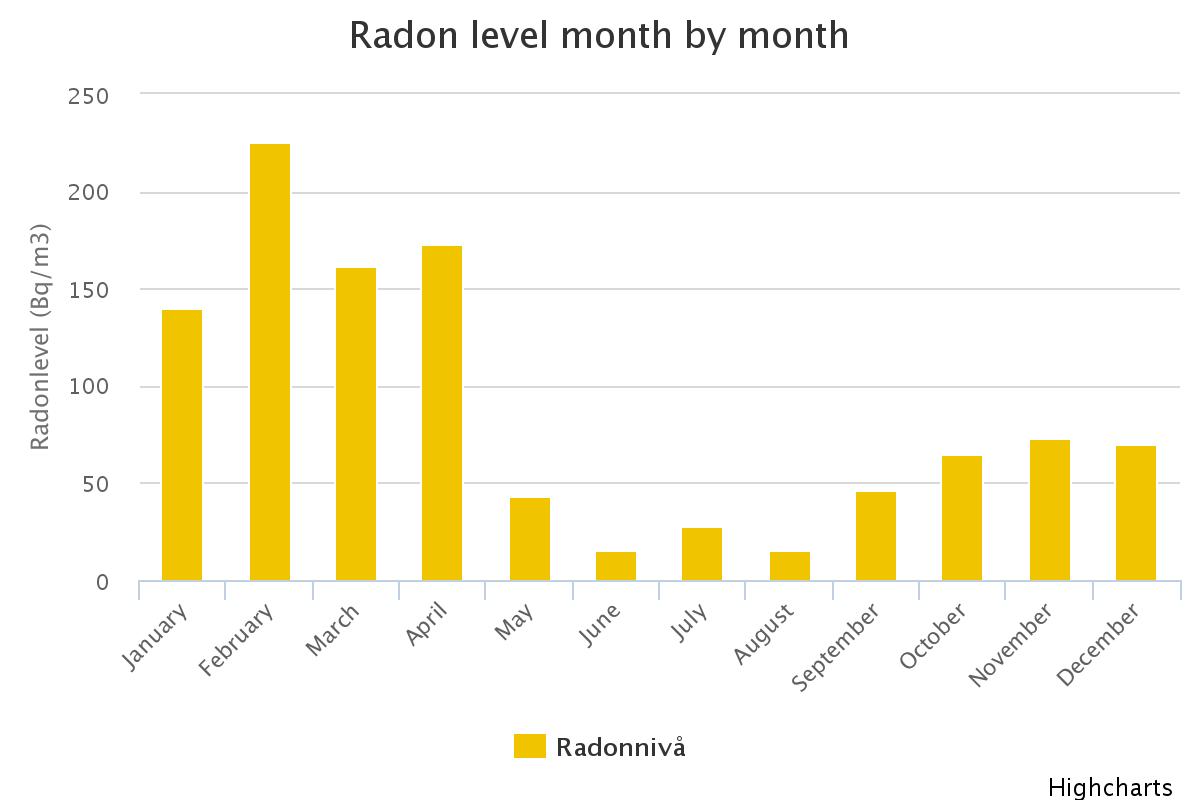 Radon level month by month
Radonlevel (Bq/m3)
250
200
150
100
50
0
January
February
March
April
May
June
July
August
September
October
November
December
Radonnivå
Highcharts